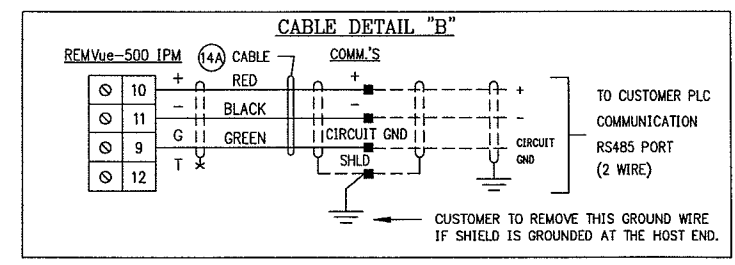 CABLE DETAIL "B"
REMVue-500 IPM
14A CABLE
COMM.'S
10 + RED + +
11 - BLACK - -
9 G GREEN CIRCUIT GND CIRCUIT GND
12 T SHLD
TO CUSTOMER PLC
COMMUNICATION
RS485 PORT
(2 WIRE)
CUSTOMER TO REMOVE THIS GROUND WIRE
IF SHIELD IS GROUNDED AT THE HOST END.